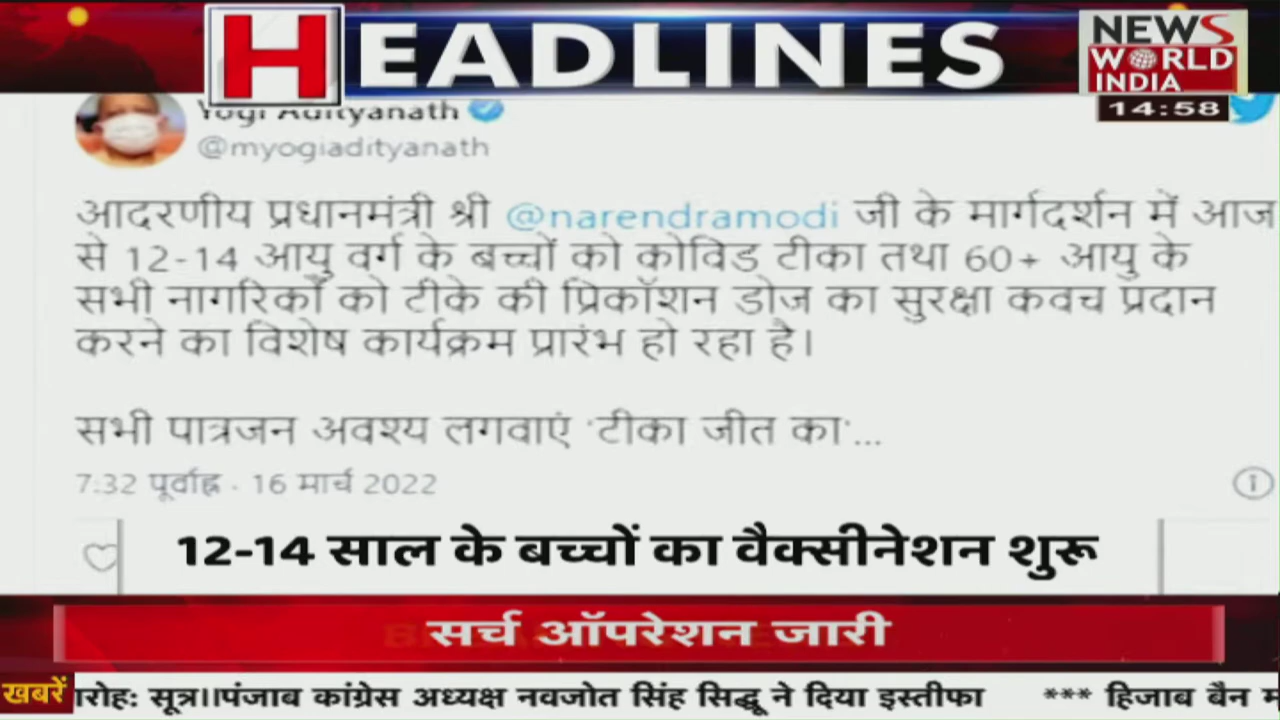 HEADLINES
NEWS
WORLD
INDIA
14:58
Yogi Adityanath
@myogiadityanath
आदरणीय प्रधानमंत्री श्री @narendramodi जी के मार्गदर्शन में आज
से 12-14 आयु वर्ग के बच्चों को कोविड टीका तथा 60+ आयु के
सभी नागरिकों को टीके की प्रिकॉशन डोज का सुरक्षा कवच प्रदान
करने का विशेष कार्यक्रम प्रारंभ हो रहा है।
सभी पात्रजन अवश्य लगवाएं 'टीका जीत का'...
7:32 पूर्वाह्न · 16 मार्च 2022
12-14 साल के बच्चों का वैक्सीनेशन शुरू
सर्च ऑपरेशन जारी
खबरें
रोह: सूत्र।।पंजाब कांग्रेस अध्यक्ष नवजोत सिंह सिद्धू ने दिया इस्तीफा *** हिजाब बैन